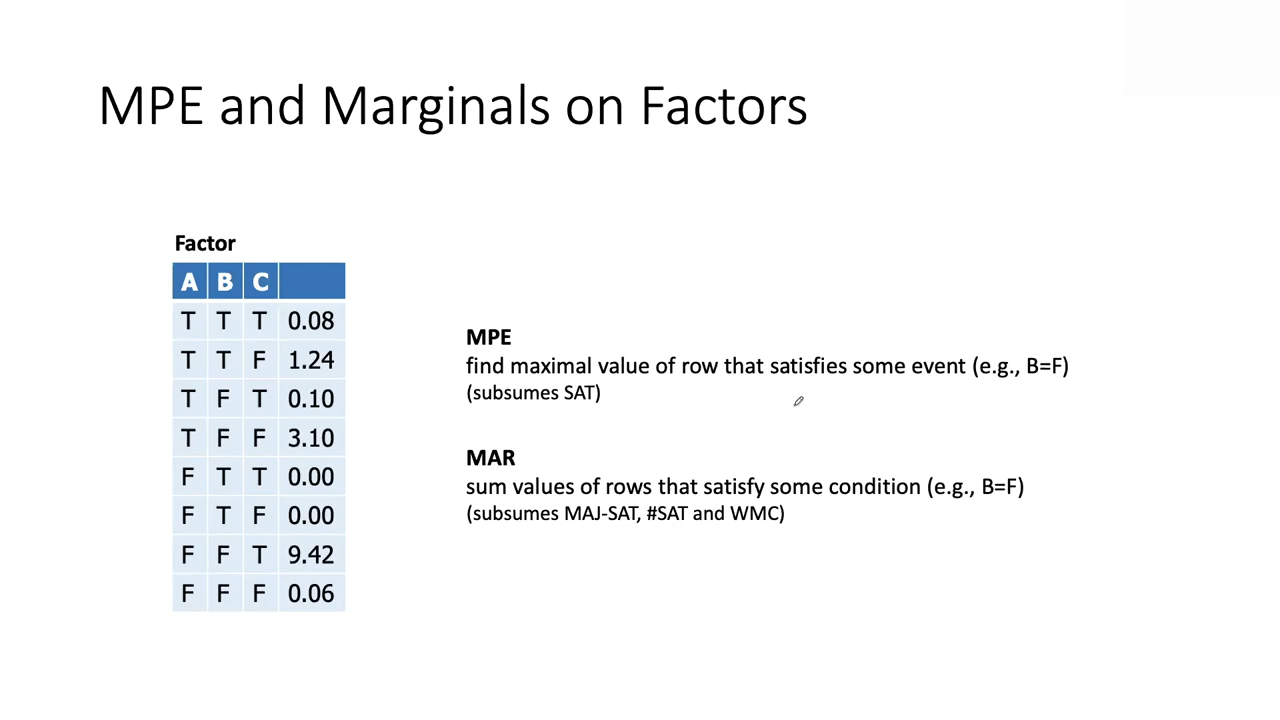 MPE and Marginals on Factors
Factor
A B C
T T T 0.08
T T F 1.24
T F T 0.10
T F F 3.10
F T T 0.00
F T F 0.00
F F T 9.42
F F F 0.06
MPE
find maximal value of row that satisfies some event (e.g., B=F)
(subsumes SAT)
MAR
sum values of rows that satisfy some condition (e.g., B=F)
(subsumes MAJ-SAT, #SAT and WMC)